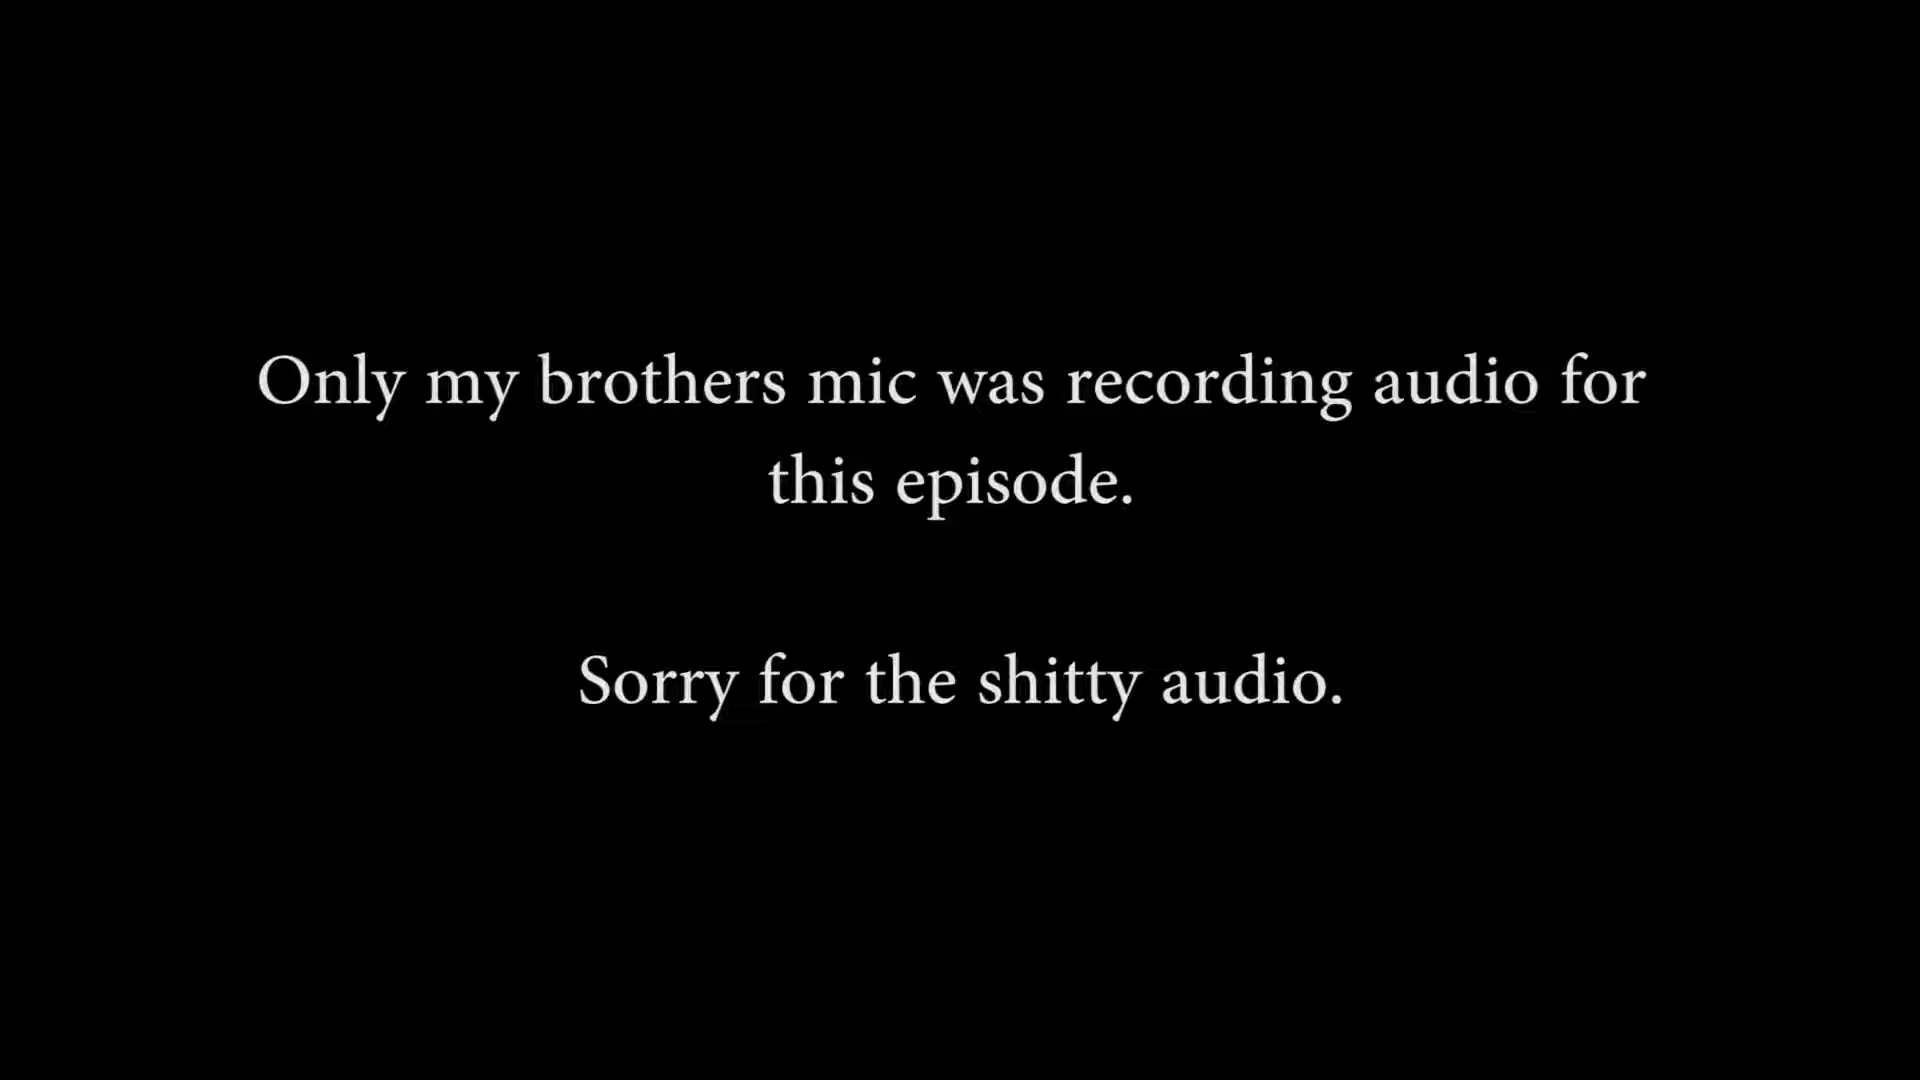 Only my brothers mic was recording audio for
this episode.
Sorry for the shitty audio.